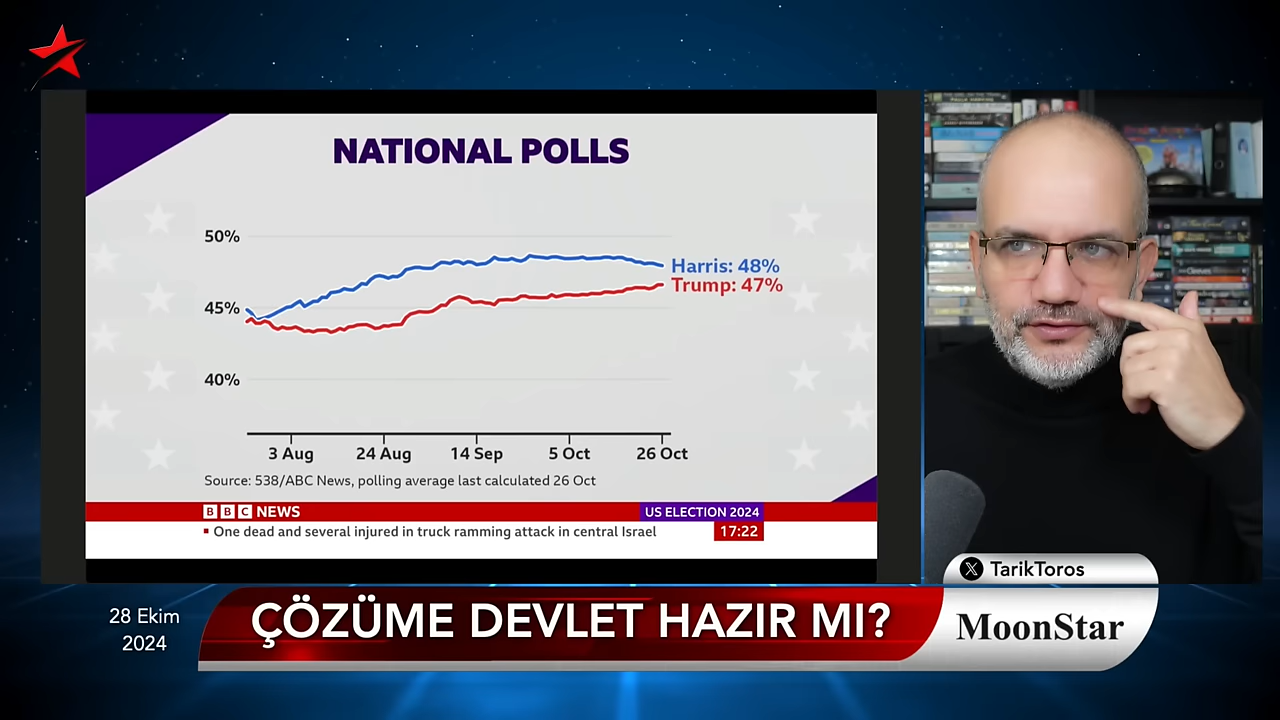 NATIONAL POLLS
50%
45%
40%
Harris: 48%
Trump: 47%
3 Aug 24 Aug 14 Sep 5 Oct 26 Oct
Source: 538/ABC News, polling average last calculated 26 Oct
BBC NEWS
US ELECTION 2024
One dead and several injured in truck ramming attack in central Israel
17:22
X TarikToros
28 Ekim
2024
ÇÖZÜME DEVLET HAZIR MI?
MoonStar